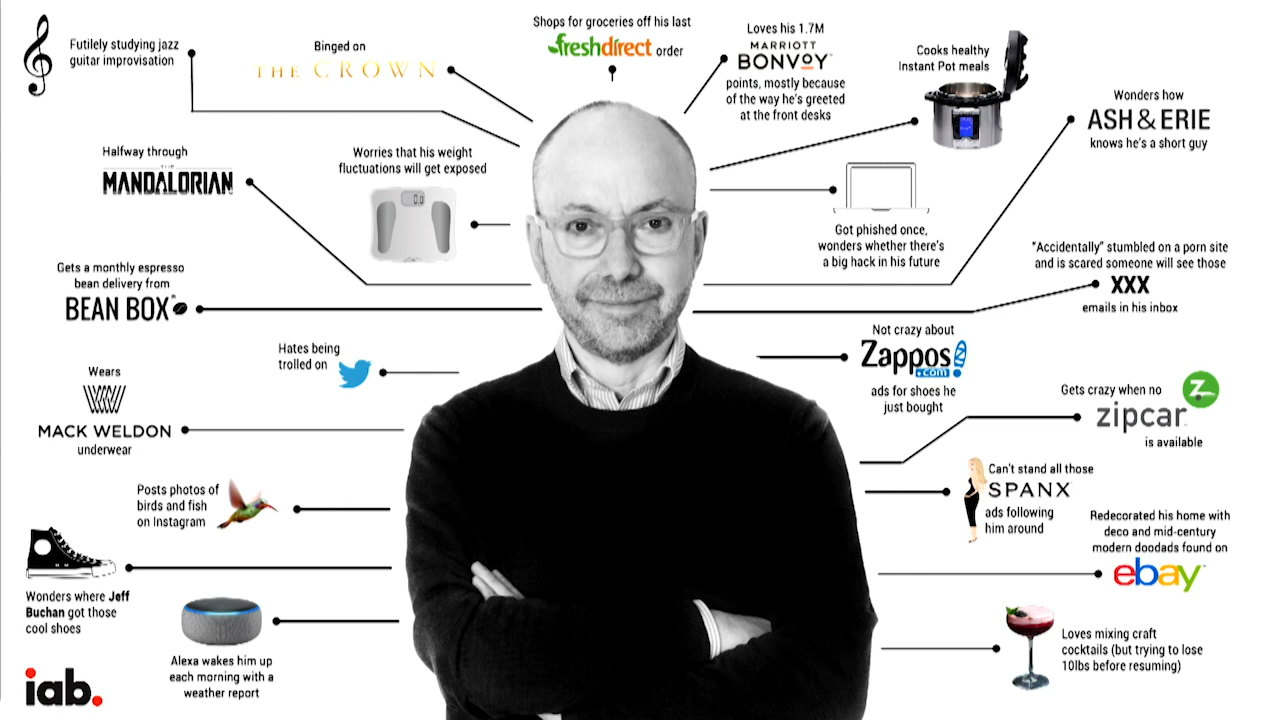 Futilely studying jazz
guitar improvisation
Binged on
THE CROWN
Shops for groceries off his last
freshdirect order
Loves his 1.7M
MARRIOTT
BONVOY
points, mostly because
of the way he's greeted
at the front desks
Cooks healthy
Instant Pot meals
Wonders how
ASH & ERIE
knows he's a short guy
Halfway through
THE
MANDALORIAN
Worries that his weight
fluctuations will get exposed
0.0
Got phished once,
wonders whether there's
a big hack in his future
"Accidentally" stumbled on a porn site
and is scared someone will see those
XXX
emails in his inbox
Gets a monthly espresso
bean delivery from
BEAN BOX
Hates being
trolled on
Not crazy about
Zappos
.com
ads for shoes he
just bought
Wears
MACK WELDON
underwear
Gets crazy when no
Z
zipcar
is available
Posts photos of
birds and fish
on Instagram
Can't stand all those
SPANX
ads following
him around
Redecorated his home with
deco and mid-century
modern doodads found on
ebay
Wonders where Jeff
Buchan got those
cool shoes
Alexa wakes him up
each morning with a
weather report
Loves mixing craft
cocktails (but trying to lose
10lbs before resuming)
iab.